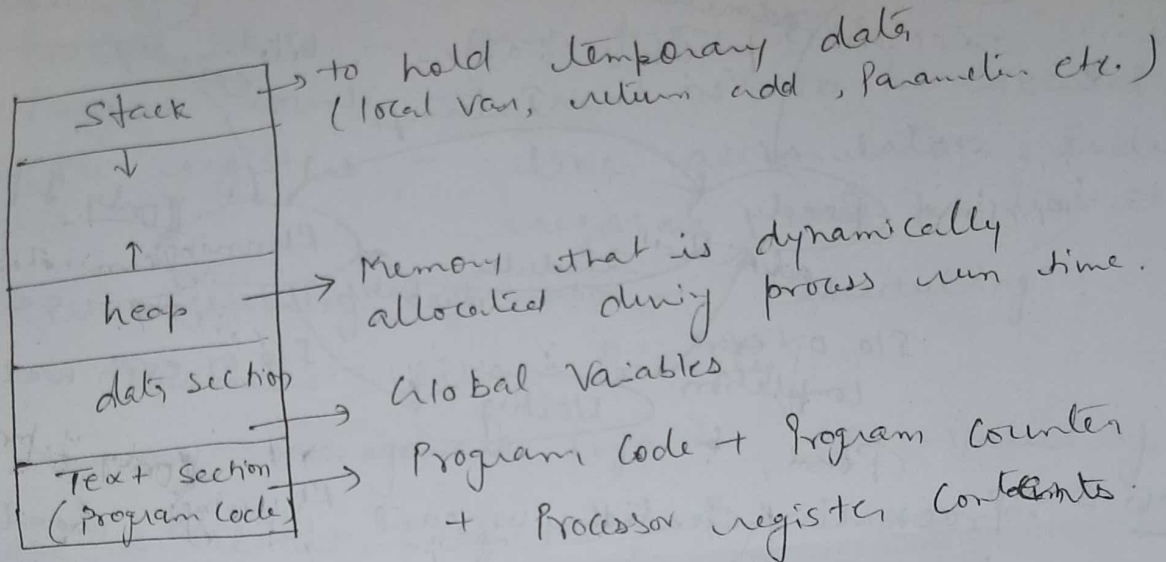 Stack
→ to hold temporary data
(local var, return add, Parameter etc.)
↓
↑
heap
→ Memory that is dynamically
allocated during process run time.
data section
→ Global Variables
Text section
(Program Code)
→ Program Code + Program Counter
+ Processor register contents.